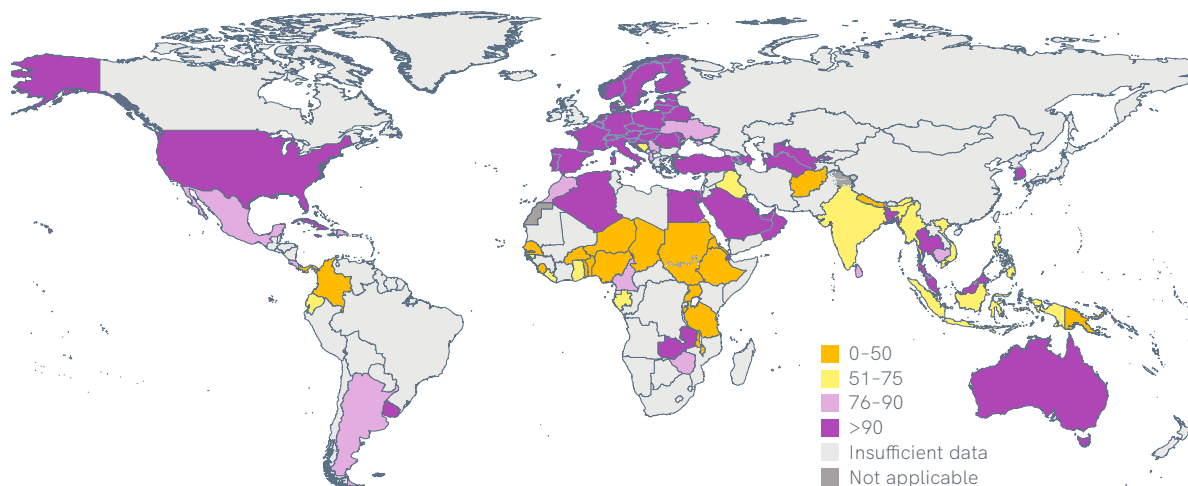 0–50
51–75
76–90
>90
Insufficient data
Not applicable